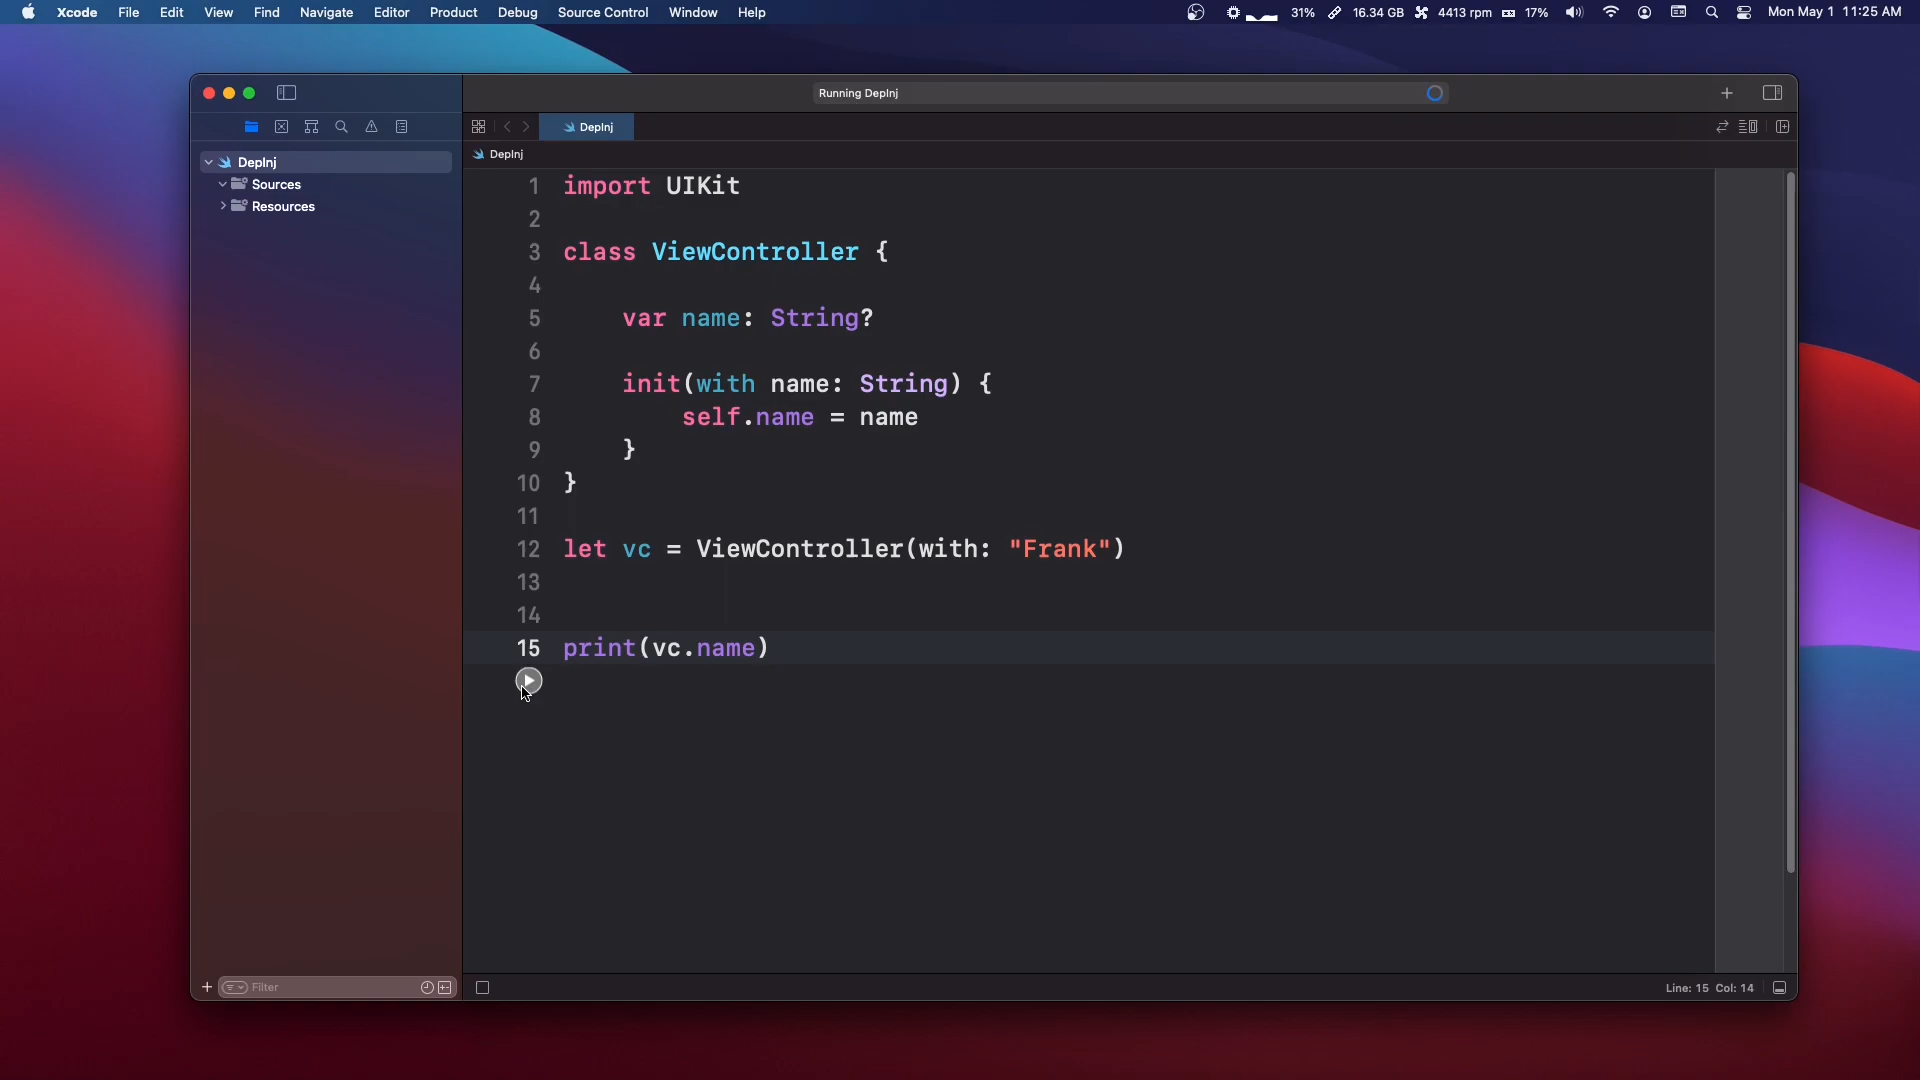 Xcode File Edit View Find Navigate Editor Product Debug Source Control Window Help 31% 16.34 GB 4413 rpm 17% Mon May 1 11:25 AM
Running DepInj
DepInj
DepInj
DepInj
Sources
Resources
1 import UIKit
2
3 class ViewController {
4
5 var name: String?
6
7 init(with name: String) {
8 self.name = name
9 }
10 }
11
12 let vc = ViewController(with: "Frank")
13
14
15 print(vc.name)
Filter
Line: 15 Col: 14